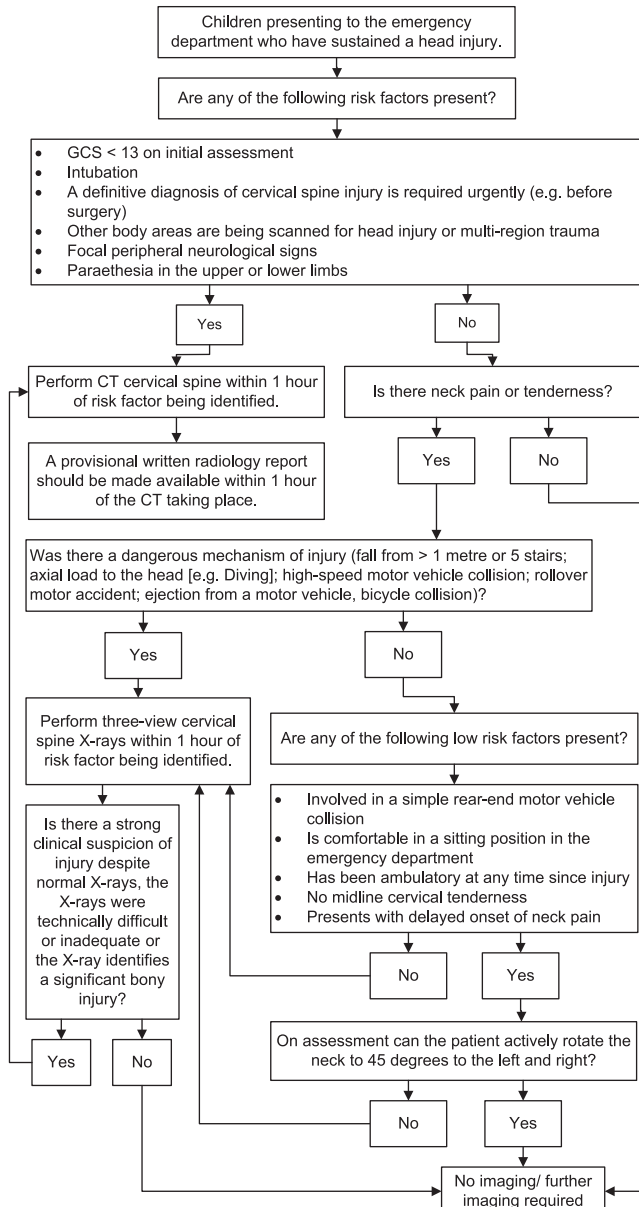 Children presenting to the emergency
department who have sustained a head injury.
Are any of the following risk factors present?
• GCS < 13 on initial assessment
• Intubation
• A definitive diagnosis of cervical spine injury is required urgently (e.g. before
surgery)
• Other body areas are being scanned for head injury or multi-region trauma
• Focal peripheral neurological signs
• Paraethesia in the upper or lower limbs
Yes
No
Perform CT cervical spine within 1 hour
of risk factor being identified.
Is there neck pain or tenderness?
A provisional written radiology report
should be made available within 1 hour
of the CT taking place.
Yes
No
Was there a dangerous mechanism of injury (fall from > 1 metre or 5 stairs;
axial load to the head [e.g. Diving]; high-speed motor vehicle collision; rollover
motor accident; ejection from a motor vehicle, bicycle collision)?
Yes
No
Perform three-view cervical
spine X-rays within 1 hour of
risk factor being identified.
Are any of the following low risk factors present?
• Involved in a simple rear-end motor vehicle
collision
• Is comfortable in a sitting position in the
emergency department
• Has been ambulatory at any time since injury
• No midline cervical tenderness
• Presents with delayed onset of neck pain
Is there a strong
clinical suspicion of
injury despite
normal X-rays, the
X-rays were
technically difficult
or inadequate or
the X-ray identifies
a significant bony
injury?
No
Yes
On assessment can the patient actively rotate the
neck to 45 degrees to the left and right?
Yes
No
No
Yes
No imaging/ further
imaging required